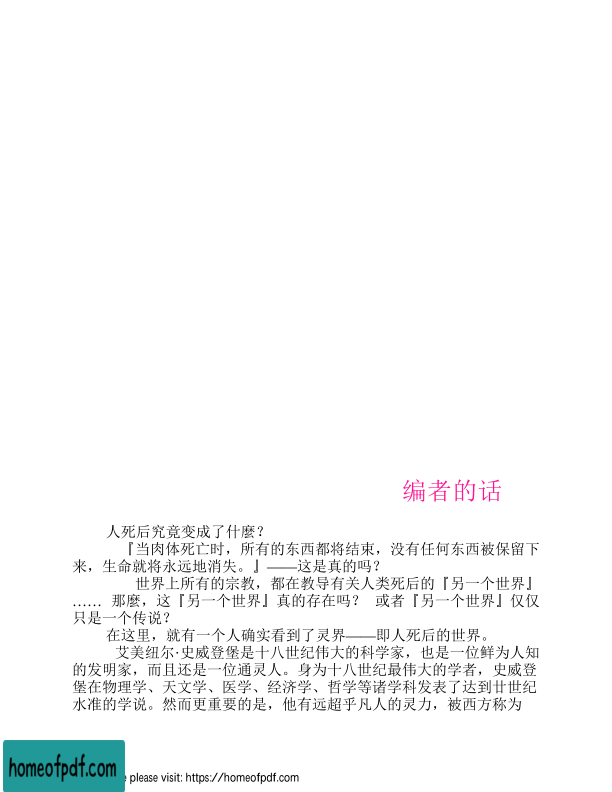 编者的话
人死后究竟变成了什麼？
『当肉体死亡时，所有的东西都将结束，没有任何东西被保留下
来，生命就将永远地消失。』——这是真的吗？
世界上所有的宗教，都在教导有关人类死后的『另一个世界』
…… 那麼，这『另一个世界』真的存在吗？ 或者『另一个世界』仅仅
只是一个传说？
在这里，就有一个人确实看到了灵界——即人死后的世界。
艾美纽尔·史威登堡是十八世纪伟大的科学家，也是一位鲜为人知
的发明家，而且还是一位通灵人。身为十八世纪最伟大的学者，史威登
堡在物理学、天文学、医学、经济学、哲学等诸学科发表了达到廿世纪
水准的学说。然而更重要的是，他有远超乎凡人的灵力，被西方称为
homeofpdf.com
e please visit: https://homeofpdf.com